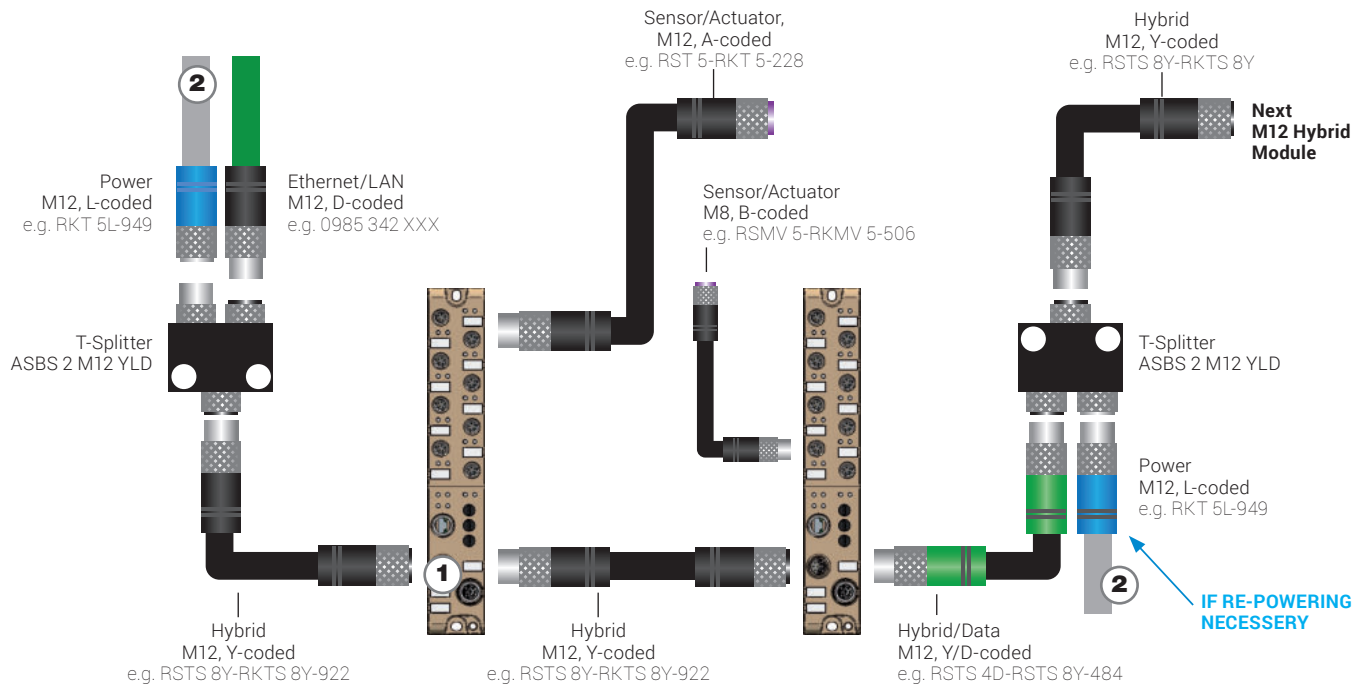 Sensor/Actuator,
M12, A-coded
e.g. RST 5-RKT 5-228
Hybrid
M12, Y-coded
e.g. RSTS 8Y-RKTS 8Y
Next
M12 Hybrid
Module
2
Power
M12, L-coded
e.g. RKT 5L-949
Ethernet/LAN
M12, D-coded
e.g. 0985 342 XXX
Sensor/Actuator
M8, B-coded
e.g. RSMV 5-RKMV 5-506
T-Splitter
ASBS 2 M12 YLD
T-Splitter
ASBS 2 M12 YLD
Power
M12, L-coded
e.g. RKT 5L-949
1
2
IF RE-POWERING
NECESSERY
Hybrid
M12, Y-coded
e.g. RSTS 8Y-RKTS 8Y-922
Hybrid
M12, Y-coded
e.g. RSTS 8Y-RKTS 8Y-922
Hybrid/Data
M12, Y/D-coded
e.g. RSTS 4D-RSTS 8Y-484